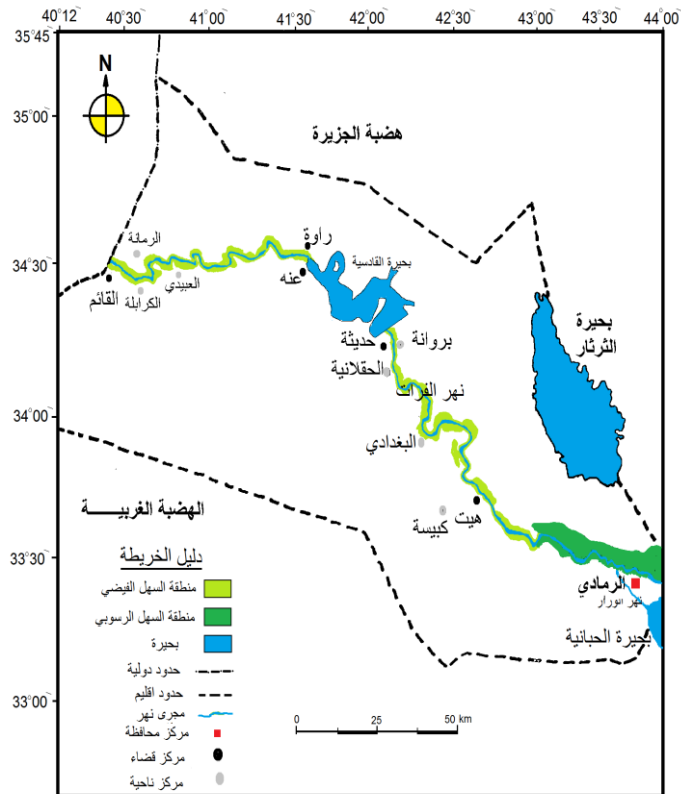 40°12  40°30  41°00  41°30  42°00  42°30  43°00  43°30  44°00
35°45
N
35°00
هضبة الجزيرة
راوة
الرمانة
34°30
بحيرة القادسية
عنه
القائم
العبيدي
الكرابلة
بحيرة
الثرثار
بروانة
حديثة
الحقلانية
نهر الفرات
34°00
البغدادي
الهضبة الغربيـــــــة
هيت
كبيسة
33°30
دليل الخريطة
منطقة السهل الفيضي
منطقة السهل الرسوبي
بحيرة
حدود دولية
حدود اقليم
مجرى نهر
مركز محافظة
مركز قضاء
مركز ناحية
الرمادي
نهر الورار
بحيرة الحبانية
33°00
0  25  50 km